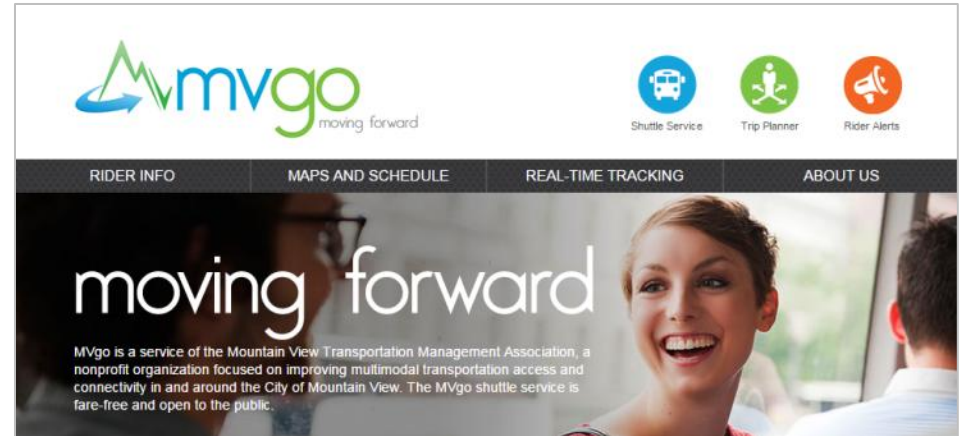 mvgo
moving forward
Shuttle Service
Trip Planner
Rider Alerts
RIDER INFO
MAPS AND SCHEDULE
REAL-TIME TRACKING
ABOUT US
moving forward
MVgo is a service of the Mountain View Transportation Management Association, a
nonprofit organization focused on improving multimodal transportation access and
connectivity in and around the City of Mountain View. The MVgo shuttle service is
fare-free and open to the public.